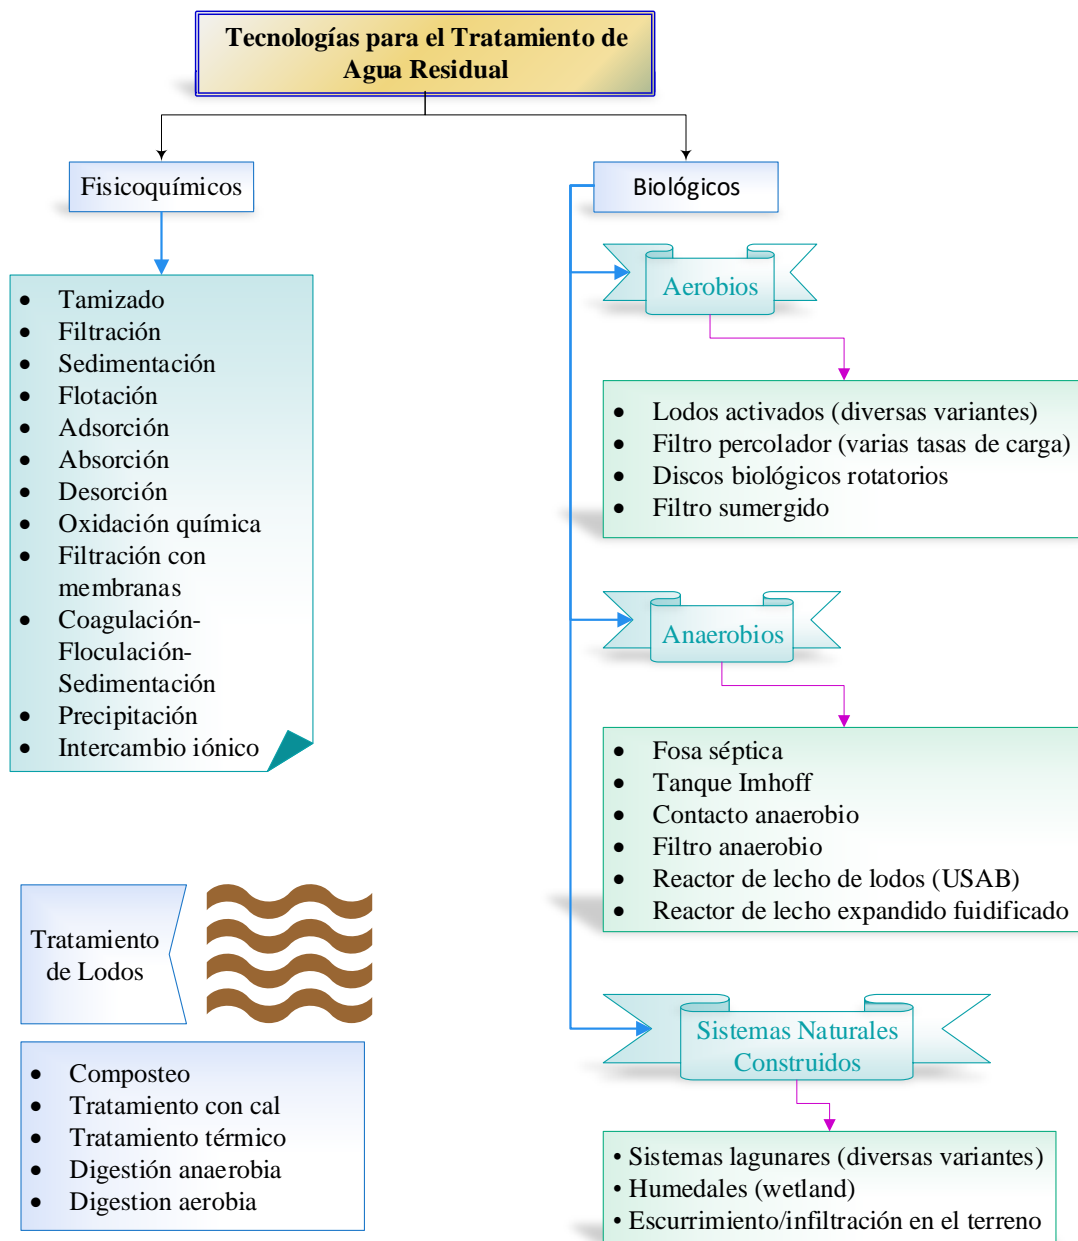 Tecnologías para el Tratamiento de
Agua Residual
Fisicoquímicos
• Tamizado
• Filtración
• Sedimentación
• Flotación
• Adsorción
• Absorción
• Desorción
• Oxidación química
• Filtración con
membranas
• Coagulación-
Floculación-
Sedimentación
• Precipitación
• Intercambio iónico
Tratamiento
de Lodos
• Composteo
• Tratamiento con cal
• Tratamiento térmico
• Digestión anaerobia
• Digestion aerobia
Biológicos
Aerobios
• Lodos activados (diversas variantes)
• Filtro percolador (varias tasas de carga)
• Discos biológicos rotatorios
• Filtro sumergido
Anaerobios
• Fosa séptica
• Tanque Imhoff
• Contacto anaerobio
• Filtro anaerobio
• Reactor de lecho de lodos (USAB)
• Reactor de lecho expandido fuidificado
Sistemas Naturales
Construidos
• Sistemas lagunares (diversas variantes)
• Humedales (wetland)
• Escurrimiento/infiltración en el terreno